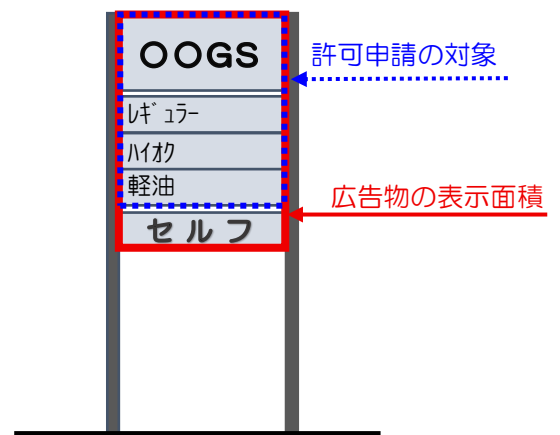 〇〇GS
許可申請の対象
ﾚｷﾞｭﾗｰ
ﾊｲｵｸ
軽油
広告物の表示面積
セルフ